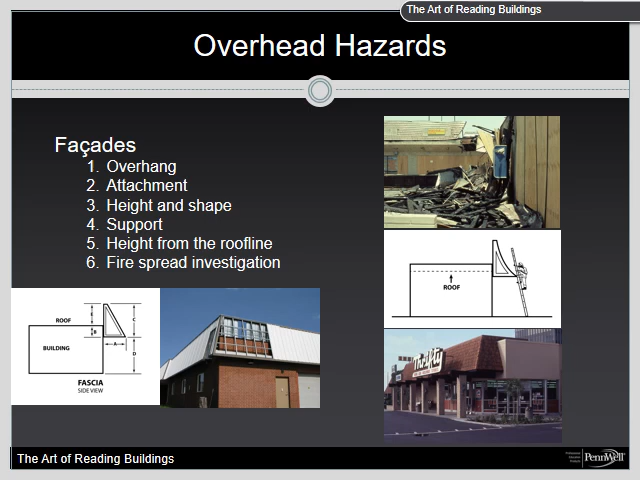 The Art of Reading Buildings
Overhead Hazards
Façades
1. Overhang
2. Attachment
3. Height and shape
4. Support
5. Height from the roofline
6. Fire spread investigation
ROOF
BUILDING
E
B
C
A
D
FASCIA
SIDE VIEW
ROOF
Thrifty
The Art of Reading Buildings
PennWell